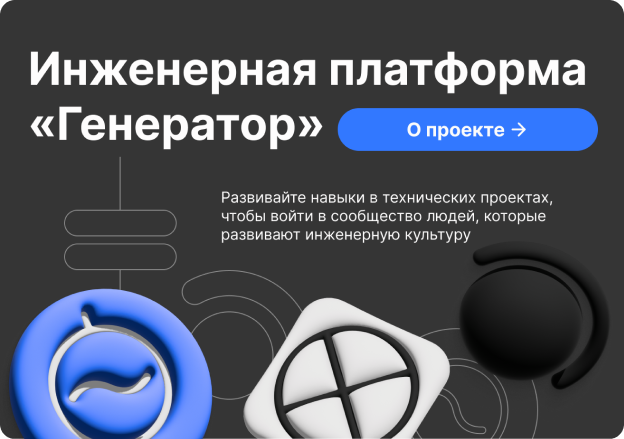 Инженерная платформа
«Генератор»
О проекте →
Развивайте навыки в технических проектах,
чтобы войти в сообщество людей, которые
развивают инженерную культуру